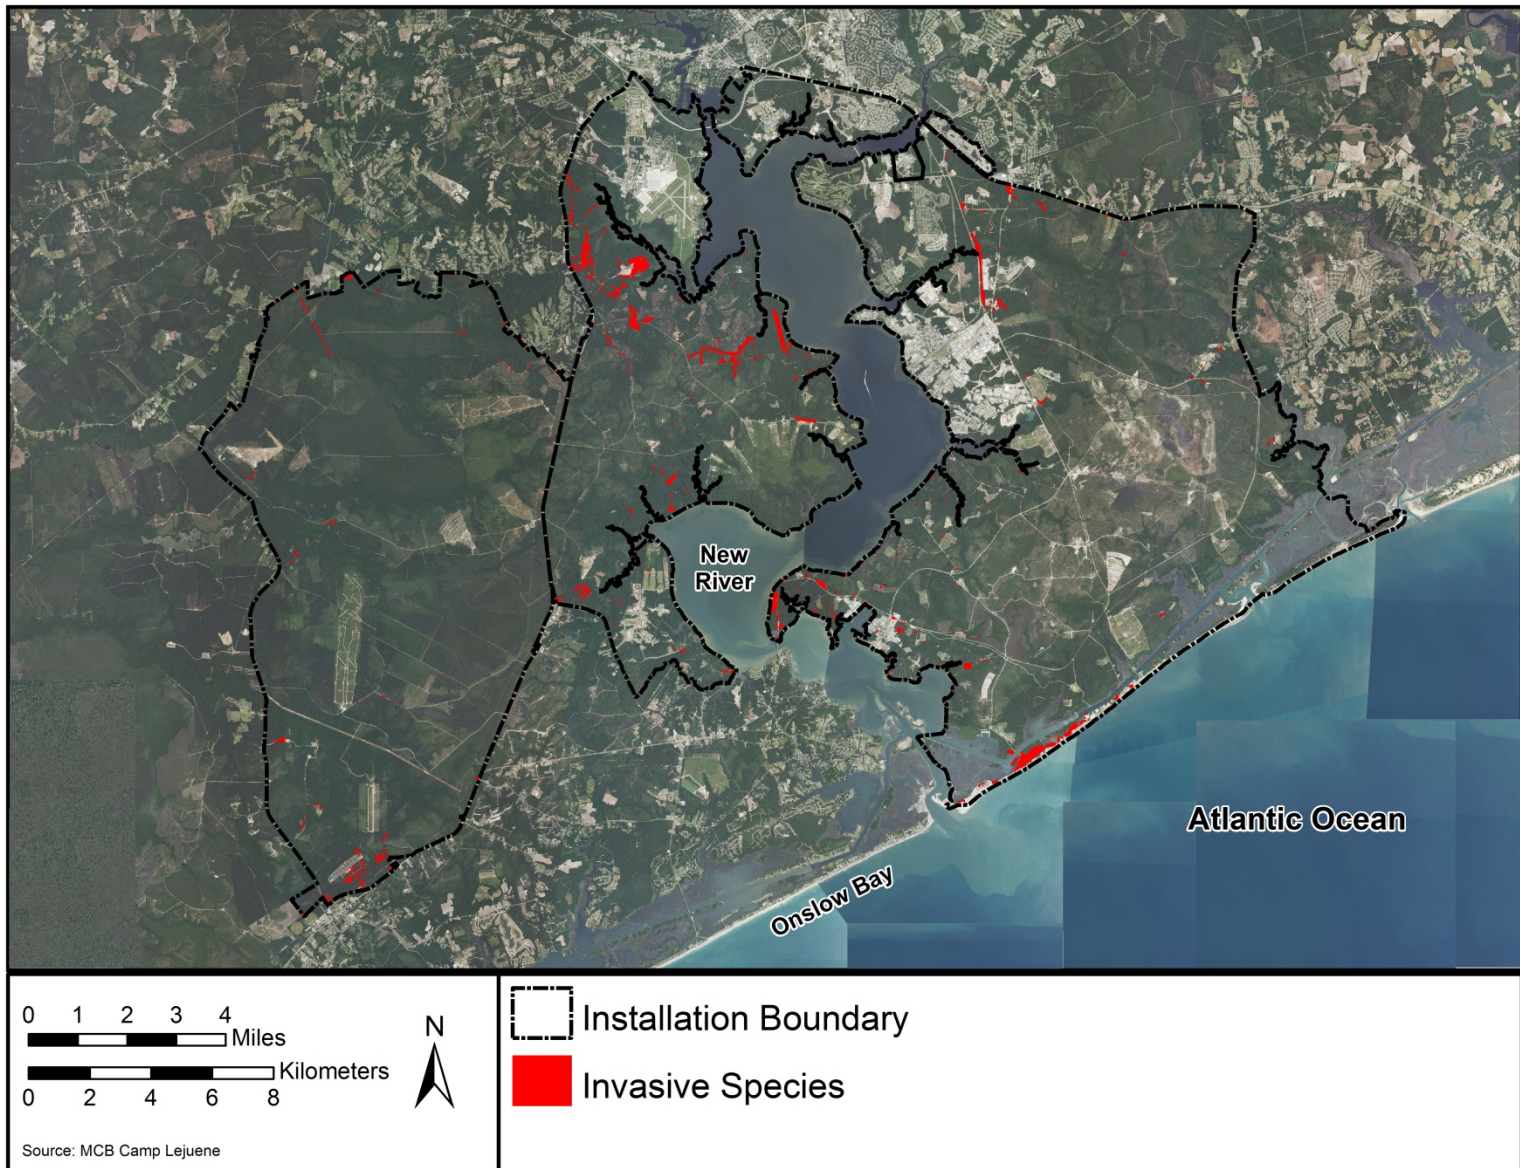 New
River
Atlantic Ocean
Onslow Bay
0 1 2 3 4
Miles
Kilometers
0 2 4 6 8
N
Source: MCB Camp Lejuene
Installation Boundary
Invasive Species